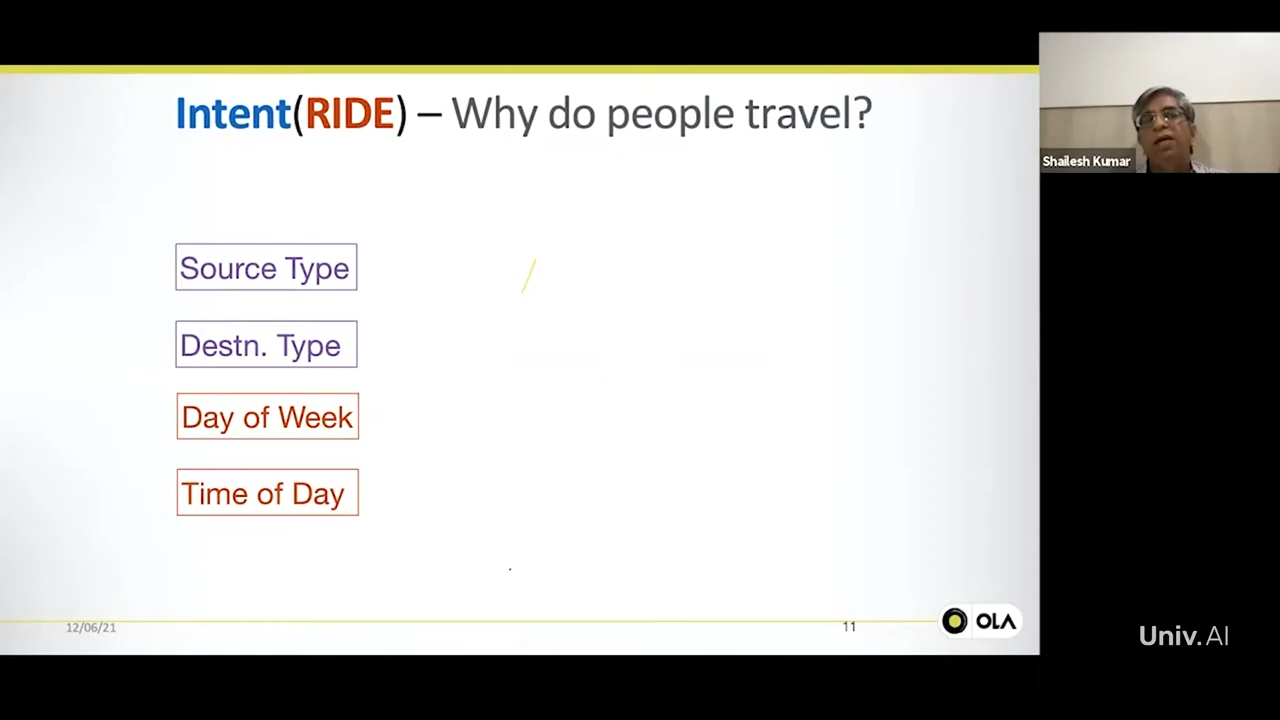 Intent(RIDE) – Why do people travel?
Shailesh Kumar
Source Type
Destn. Type
Day of Week
Time of Day
12/06/21
11
OLA
Univ.AI